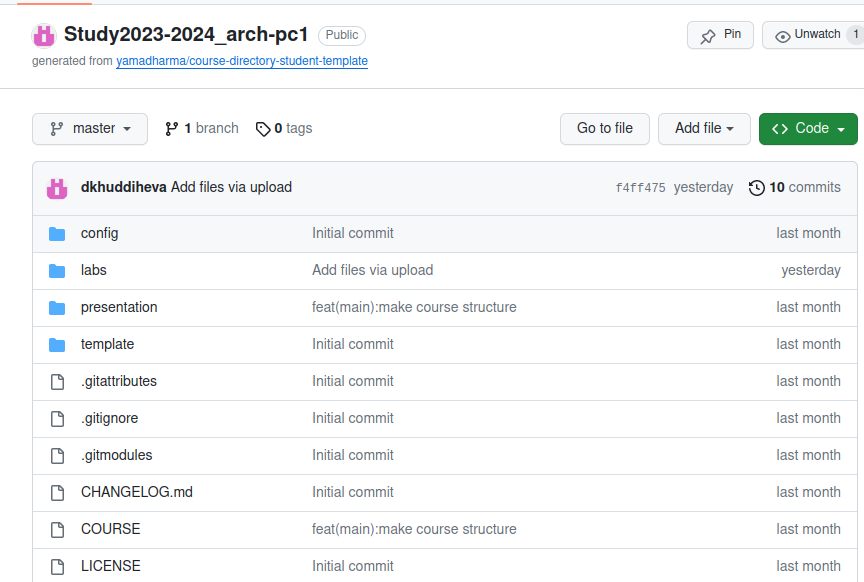 Study2023-2024_arch-pc1 Public Pin Unwatch 1
generated from yamadharma/course-directory-student-template
master 1 branch 0 tags Go to file Add file Code
dkhuddiheva Add files via upload f4ff475 yesterday 10 commits
config Initial commit last month
labs Add files via upload yesterday
presentation feat(main):make course structure last month
template Initial commit last month
.gitattributes Initial commit last month
.gitignore Initial commit last month
.gitmodules Initial commit last month
CHANGELOG.md Initial commit last month
COURSE feat(main):make course structure last month
LICENSE Initial commit last month